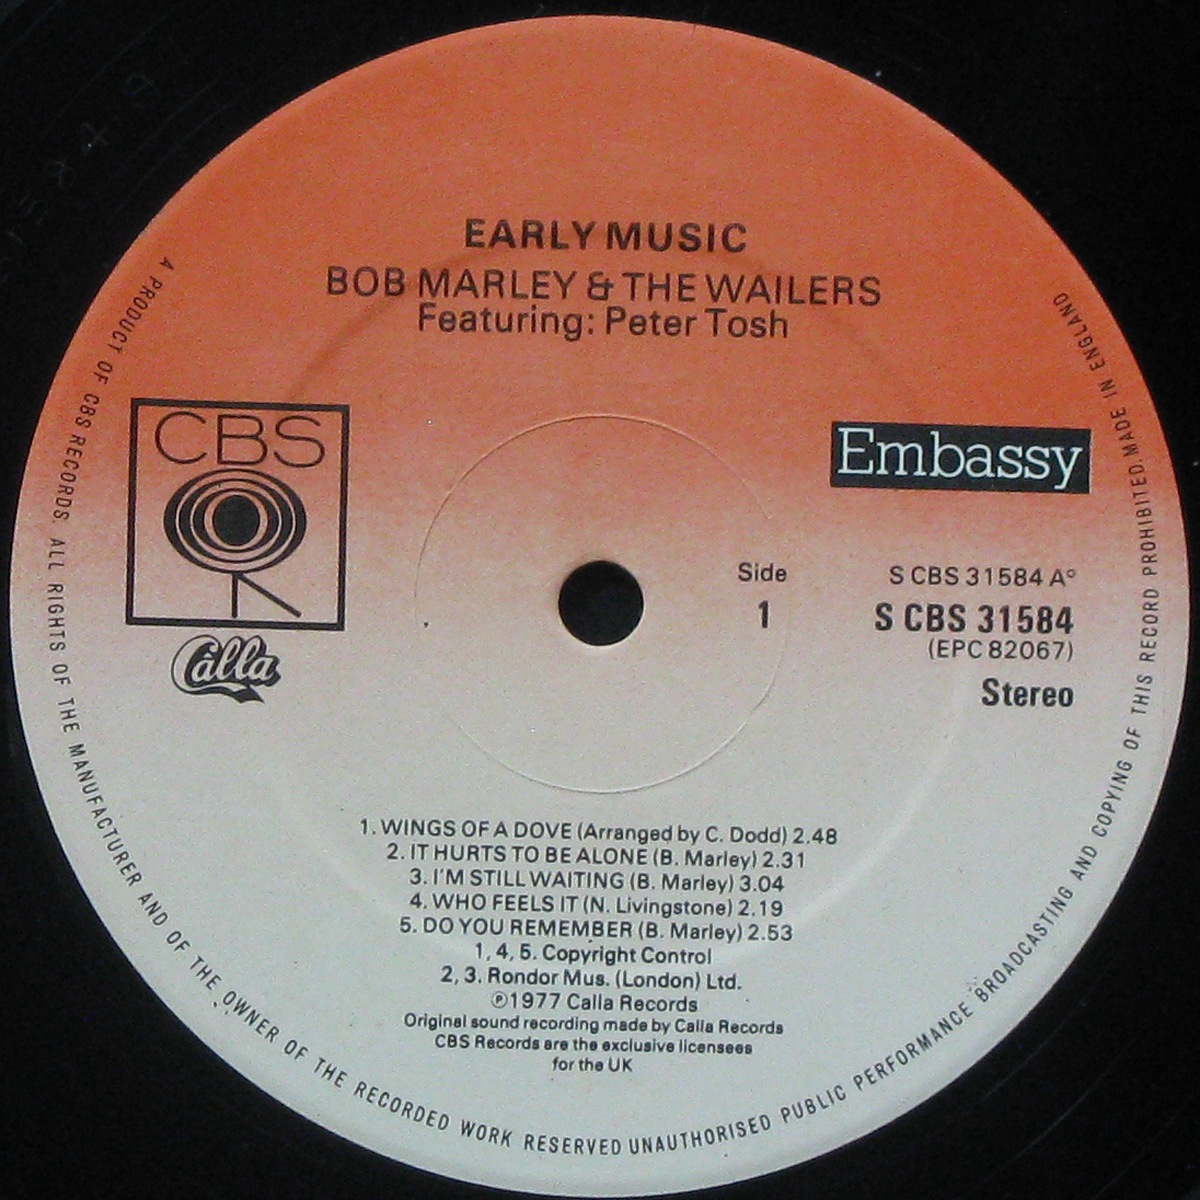 EARLY MUSIC
BOB MARLEY & THE WAILERS
Featuring: Peter Tosh
CBS
Calla
Embassy
Side
1
S CBS 31584 A°
S CBS 31584
(EPC 82067)
Stereo
1. WINGS OF A DOVE (Arranged by C. Dodd) 2.48
2. IT HURTS TO BE ALONE (B. Marley) 2.31
3. I'M STILL WAITING (B. Marley) 3.04
4. WHO FEELS IT (N. Livingstone) 2.19
5. DO YOU REMEMBER (B. Marley) 2.53
1, 4, 5. Copyright Control
2, 3. Rondor Mus. (London) Ltd.
℗1977 Calla Records
Original sound recording made by Calla Records
CBS Records are the exclusive licensees
for the UK
A PRODUCT OF CBS RECORDS. ALL RIGHTS OF THE MANUFACTURER AND OF THE OWNER OF THE RECORDED WORK RESERVED UNAUTHORISED PUBLIC PERFORMANCE BROADCASTING AND COPYING OF THIS RECORD PROHIBITED. MADE IN ENGLAND